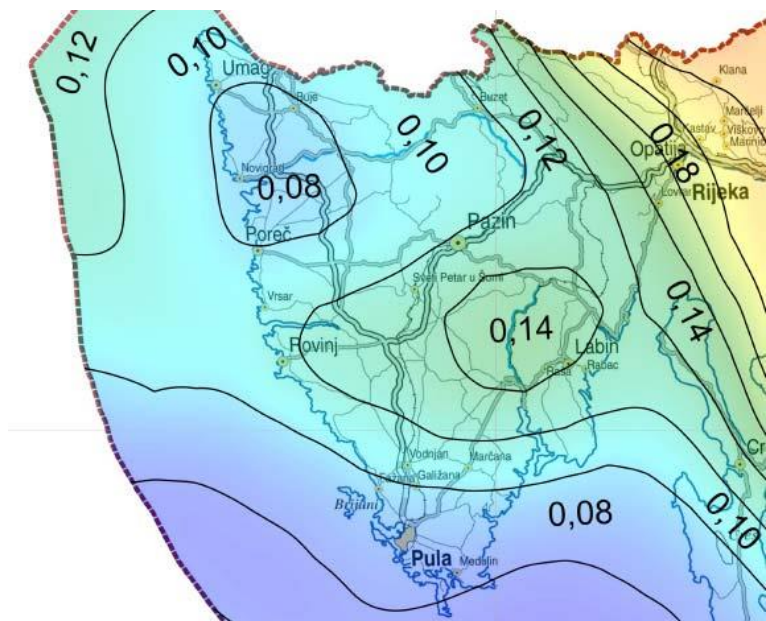 0,12
0,10
Umag
Buje
Buzet
Klana
Marčelji
Viškovo
Kastav
0,10
0,12
Opatija
0,18
Novigrad
0,08
Lovran
Rijeka
Poreč
Pazin
Sveti Petar u Šumi
Vrsar
0,14
0,14
Rovinj
Labin
Raša
Rabac
Vodnjan
Marčana
Galižana
Fažana
Brijuni
0,08
0,10
Pula
Medulin